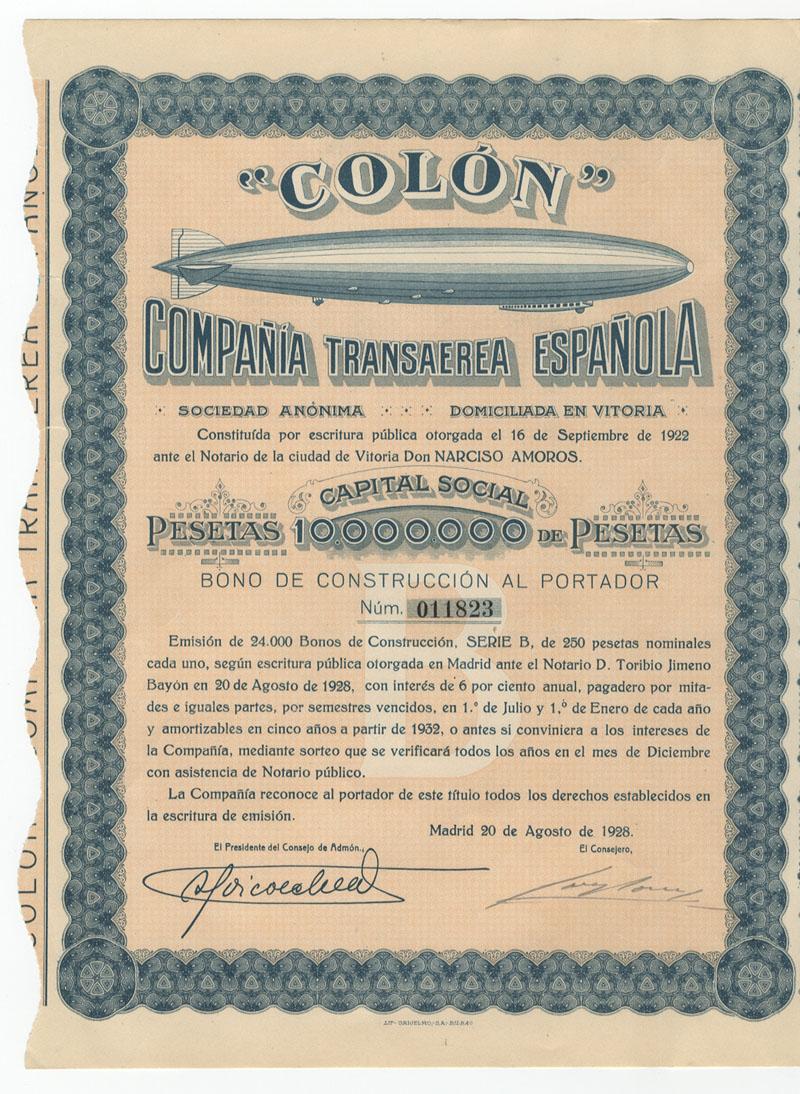 "COLÓN"
COMPAÑÍA TRANSAEREA ESPAÑOLA
SOCIEDAD ANÓNIMA DOMICILIADA EN VITORIA
Constituída por escritura pública otorgada el 16 de Septiembre de 1922
ante el Notario de la ciudad de Vitoria Don NARCISO AMOROS.
CAPITAL SOCIAL
PESETAS 10.000.000 DE PESETAS
BONO DE CONSTRUCCIÓN AL PORTADOR
Núm. 011823
B
Emisión de 24.000 Bonos de Construcción, SERIE B, de 250 pesetas nominales
cada uno, según escritura pública otorgada en Madrid ante el Notario D. Toribio Jimeno
Bayón en 20 de Agosto de 1928, con interés de 6 por ciento anual, pagadero por mita-
des e iguales partes, por semestres vencidos, en 1.º de Julio y 1.º de Enero de cada año
y amortizables en cinco años a partir de 1932, o antes si conviniera a los intereses de
la Compañía, mediante sorteo que se verificará todos los años en el mes de Diciembre
con asistencia de Notario público.
La Compañía reconoce al portador de este título todos los derechos establecidos en
la escritura de emisión.
Madrid 20 de Agosto de 1928.
El Presidente del Consejo de Admón., El Consejero,